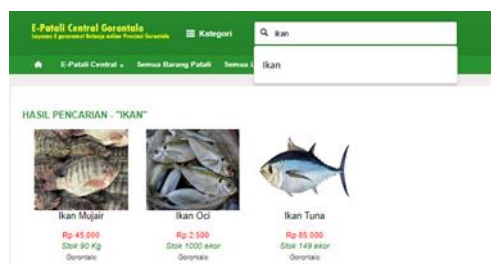 E-Patali Central Gorontalo
Kategori
ikan
E-Patali Central
Semua Barang Patali
Semua
Ikan
HASIL PENCARIAN - "IKAN"
Ikan Mujair
Rp 45,000
Stok 90 Kg
Gorontalo
Ikan Oci
Rp 2.500
Stok 1000 ekor
Gorontalo
Ikan Tuna
Rp 85.000
Stok 149 ekor
Gorontalo